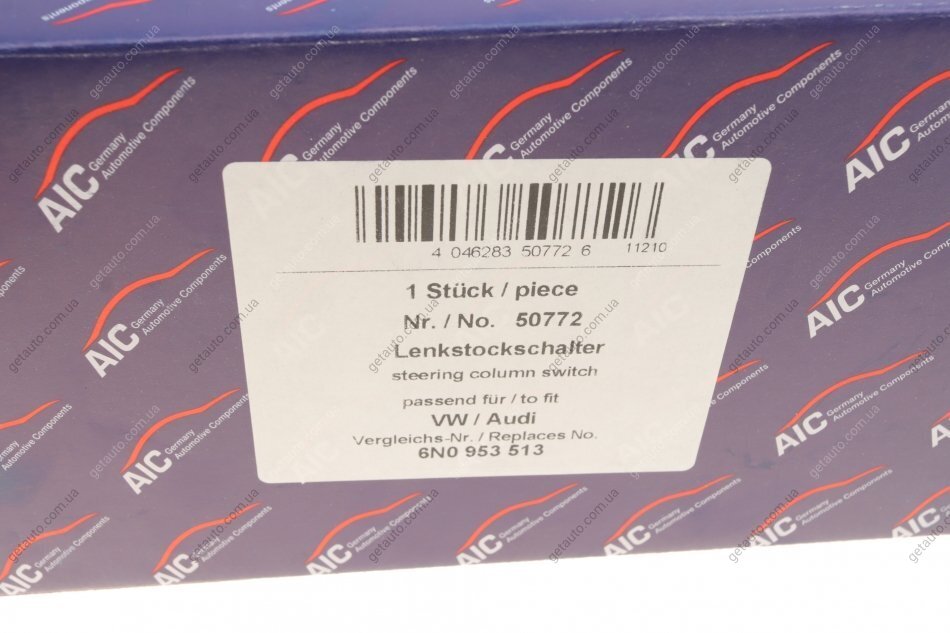 4 046283 50772 6 11210
1 Stück / piece
Nr. / No. 50772
Lenkstockschalter
steering column switch
passend für / to fit
VW / Audi
Vergleichs-Nr. / Replaces No.
6N0 953 513
AIC Germany
Automotive Components
getauto.com.ua